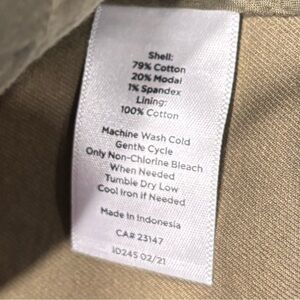 Shell:
79% Cotton
20% Modal
1% Spandex
Lining:
100% Cotton
Machine Wash Cold
Gentle Cycle
Only Non-Chlorine Bleach
When Needed
Tumble Dry Low
Cool Iron if Needed
Made in Indonesia
CA# 23147
10245 02/21